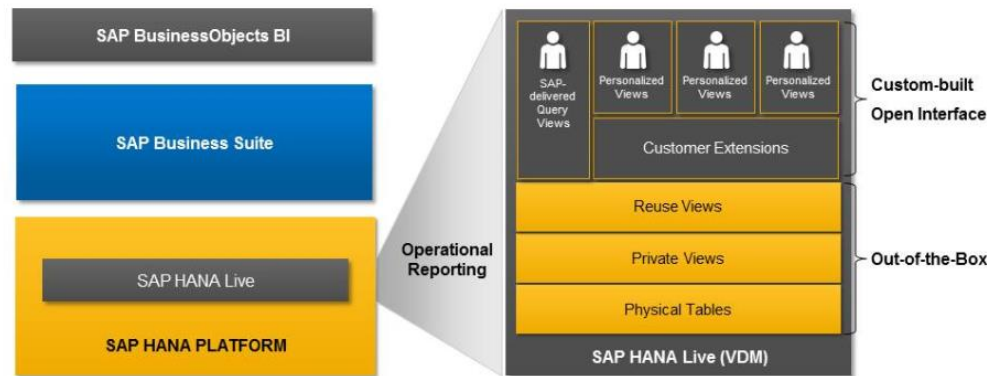 SAP BusinessObjects BI
SAP Business Suite
SAP HANA Live
SAP HANA PLATFORM
Operational
Reporting
SAP-
delivered
Query
Views
Personalized
Views
Personalized
Views
Personalized
Views
Customer Extensions
Reuse Views
Private Views
Physical Tables
SAP HANA Live (VDM)
Custom-built
Open Interface
Out-of-the-Box